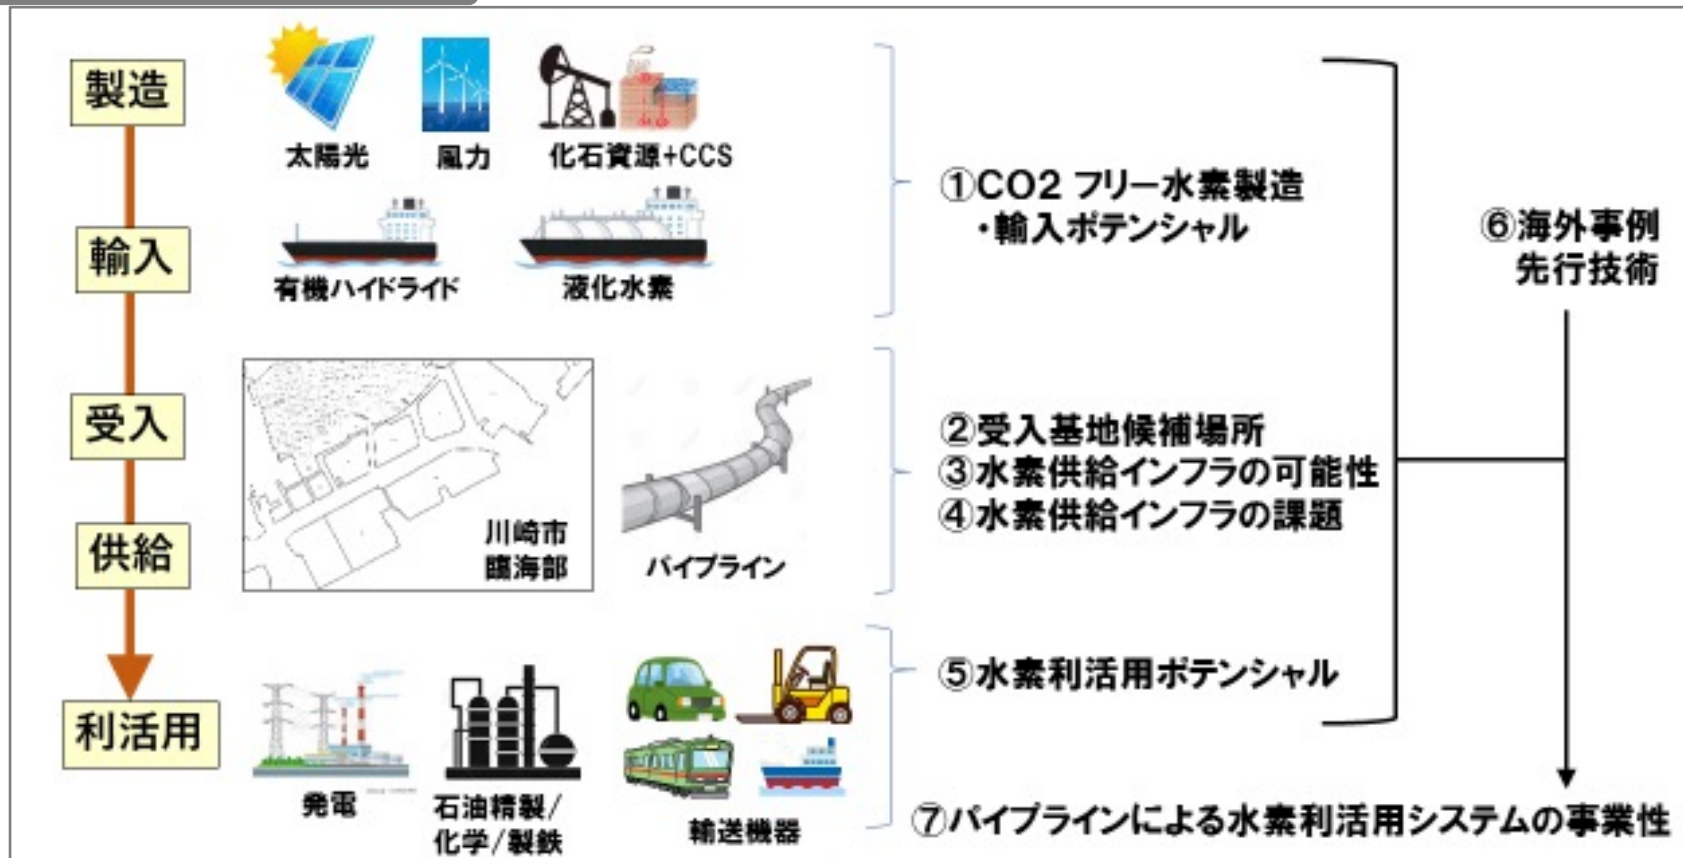 製造
太陽光
風力
化石資源+CCS
輸入
有機ハイドライド
液化水素
①CO2 フリー水素製造
・輸入ポテンシャル
⑥海外事例
先行技術
受入
供給
川崎市
臨海部
パイプライン
②受入基地候補場所
③水素供給インフラの可能性
④水素供給インフラの課題
利活用
発電
石油精製/
化学/製鉄
輸送機器
⑤水素利活用ポテンシャル
⑦パイプラインによる水素利活用システムの事業性